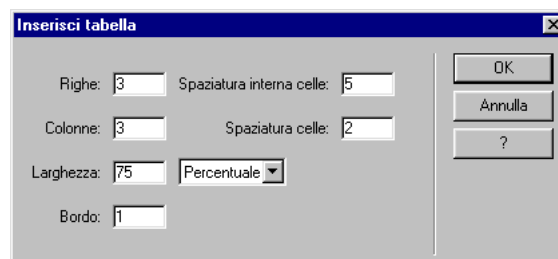 Inserisci tabella
Righe: 3 Spaziatura interna celle: 5
Colonne: 3 Spaziatura celle: 2
Larghezza: 75 Percentuale
Bordo: 1
OK
Annulla
?